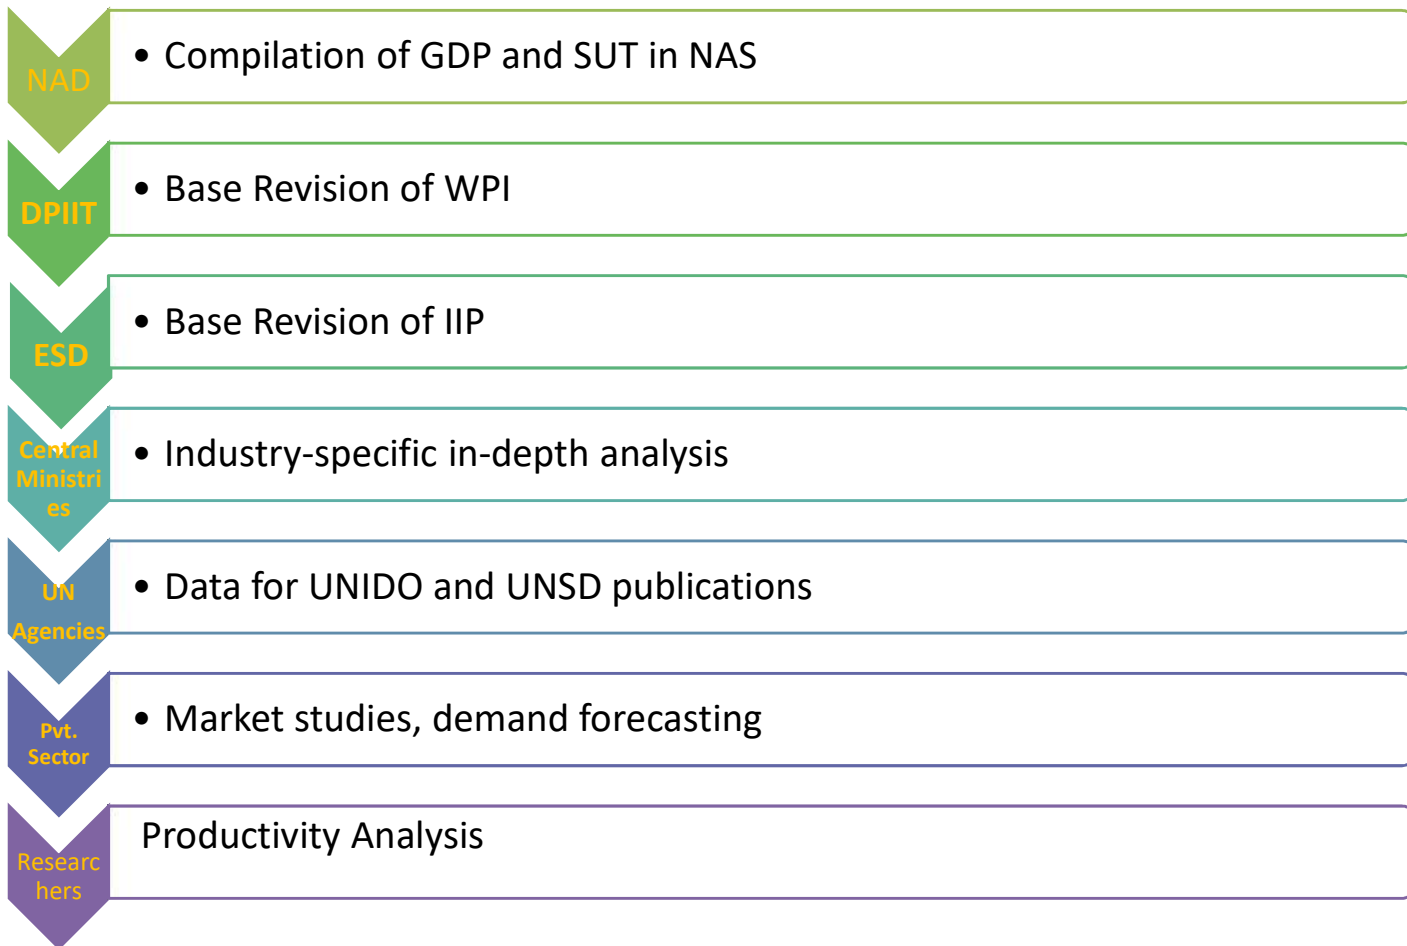 NAD
• Compilation of GDP and SUT in NAS
DPIIT
• Base Revision of WPI
ESD
• Base Revision of IIP
Central
Ministri
es
• Industry-specific in-depth analysis
UN
Agencies
• Data for UNIDO and UNSD publications
Pvt.
Sector
• Market studies, demand forecasting
Researc
hers
Productivity Analysis